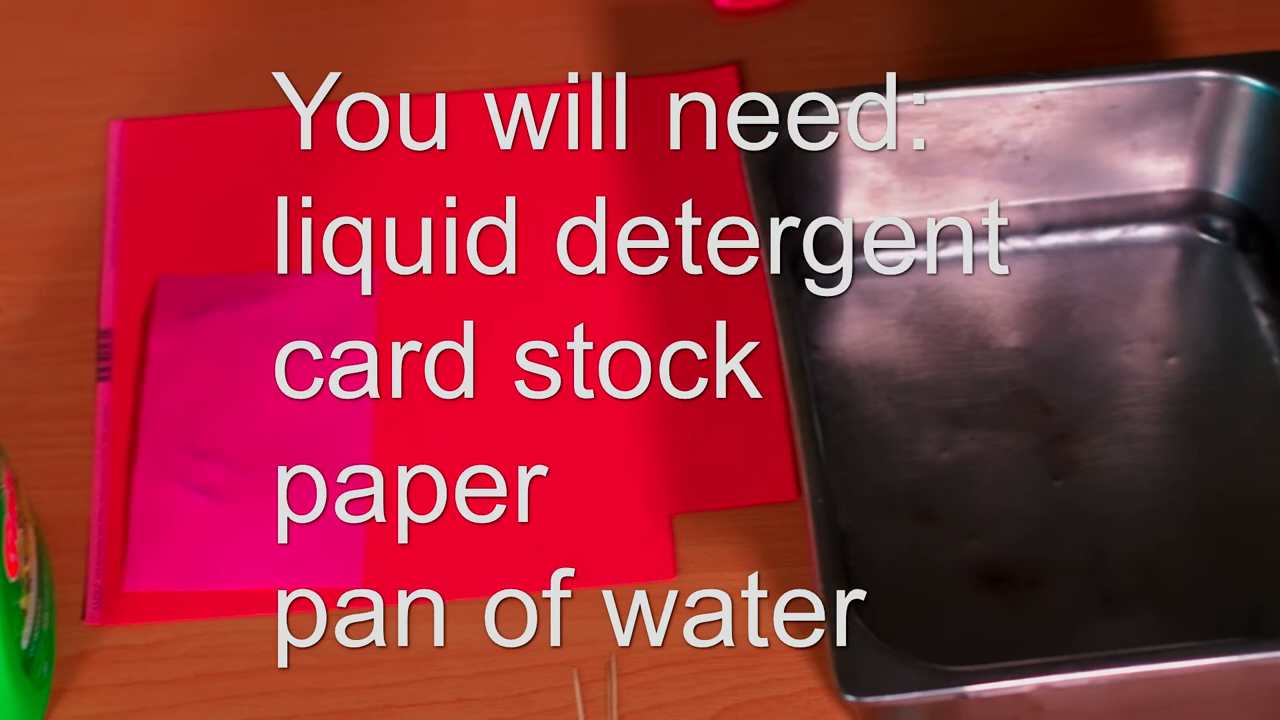 You will need:
liquid detergent
card stock
paper
pan of water